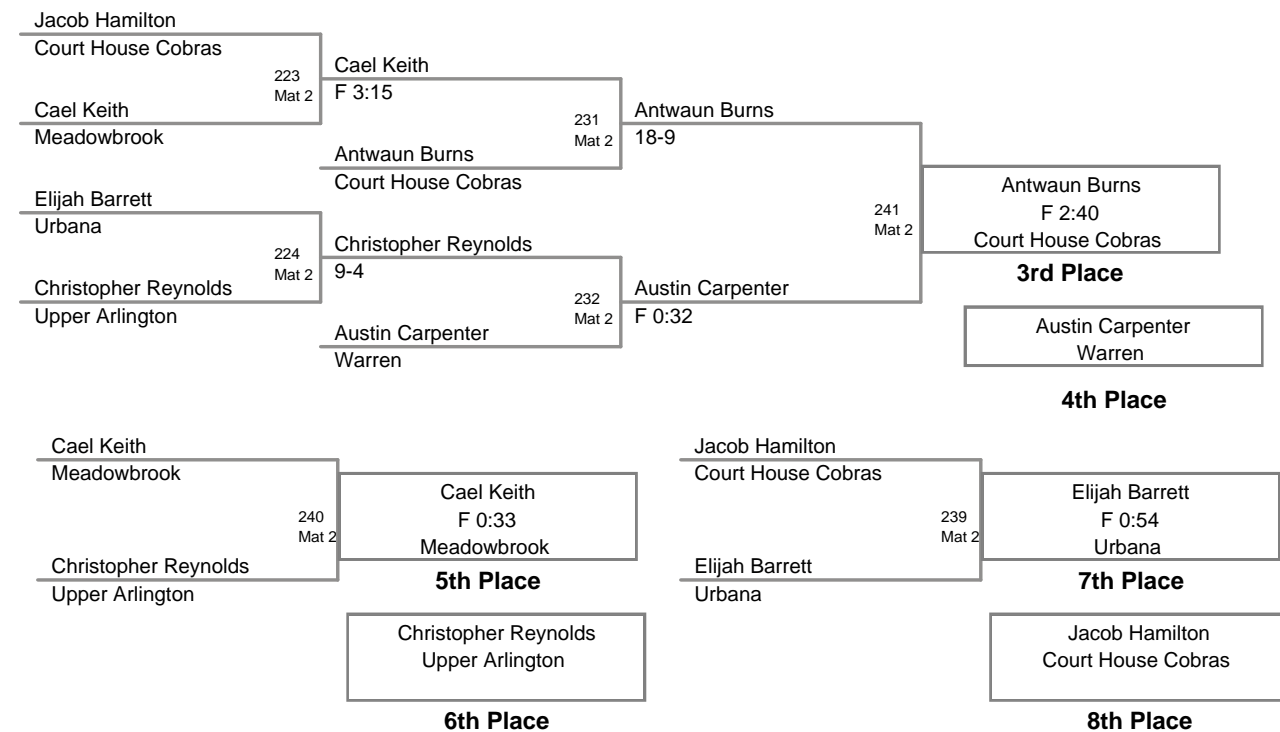 Jacob Hamilton
Court House Cobras
223
Mat 2
Cael Keith
F 3:15
Cael Keith
Meadowbrook
231
Mat 2
Antwaun Burns
18-9
Antwaun Burns
Court House Cobras
Elijah Barrett
Urbana
224
Mat 2
Christopher Reynolds
9-4
Christopher Reynolds
Upper Arlington
232
Mat 2
Austin Carpenter
F 0:32
Austin Carpenter
Warren
241
Mat 2
Antwaun Burns
F 2:40
Court House Cobras
3rd Place
Austin Carpenter
Warren
4th Place
Cael Keith
Meadowbrook
240
Mat 2
Christopher Reynolds
Upper Arlington
Cael Keith
F 0:33
Meadowbrook
5th Place
Christopher Reynolds
Upper Arlington
6th Place
Jacob Hamilton
Court House Cobras
239
Mat 2
Elijah Barrett
Urbana
Elijah Barrett
F 0:54
Urbana
7th Place
Jacob Hamilton
Court House Cobras
8th Place